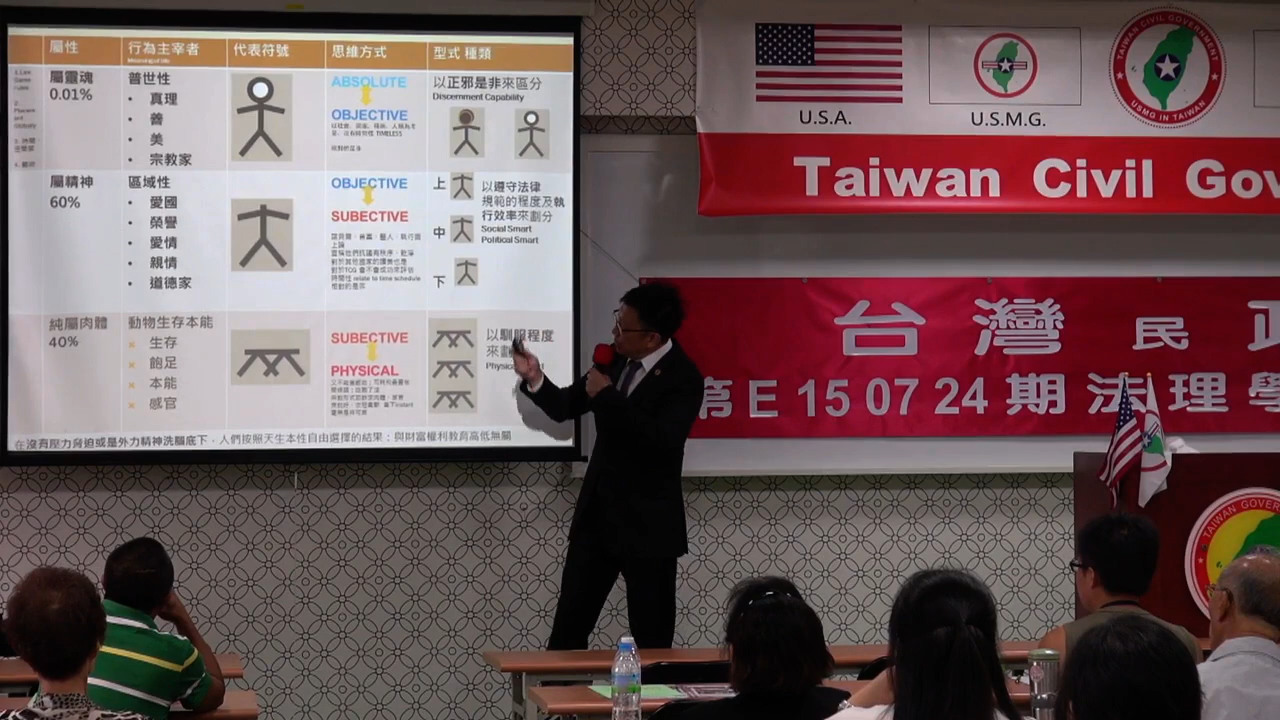 屬性
行為主宰者
代表符號
思維方式
型式 種類
屬靈魂
0.01%
普世性
• 真理
• 善
• 美
• 宗教家
ABSOLUTE
OBJECTIVE
以正邪是非來區分
Discernment Capability
屬精神
60%
區域性
• 愛國
• 榮譽
• 愛情
• 親情
• 道德家
OBJECTIVE
SUBECTIVE
上
中
下
以遵守法律
規範的程度及執
行效率來劃分
Social Smart
Political Smart
純屬肉體
40%
動物生存本能
× 生存
× 飽足
× 本能
× 感官
SUBECTIVE
PHYSICAL
以馴服程度
來
Physic
在沒有壓力脅迫或是外力精神洗腦底下，人們按照天生本性自由選擇的結果；與財富權利教育高低無關
U.S.A.
U.S.M.G.
TAIWAN CIVIL GOVERNMENT
USMG IN TAIWAN
Taiwan Civil Gov
台灣民政
第E 15 07 24 期法理學
TAIWAN GOVER